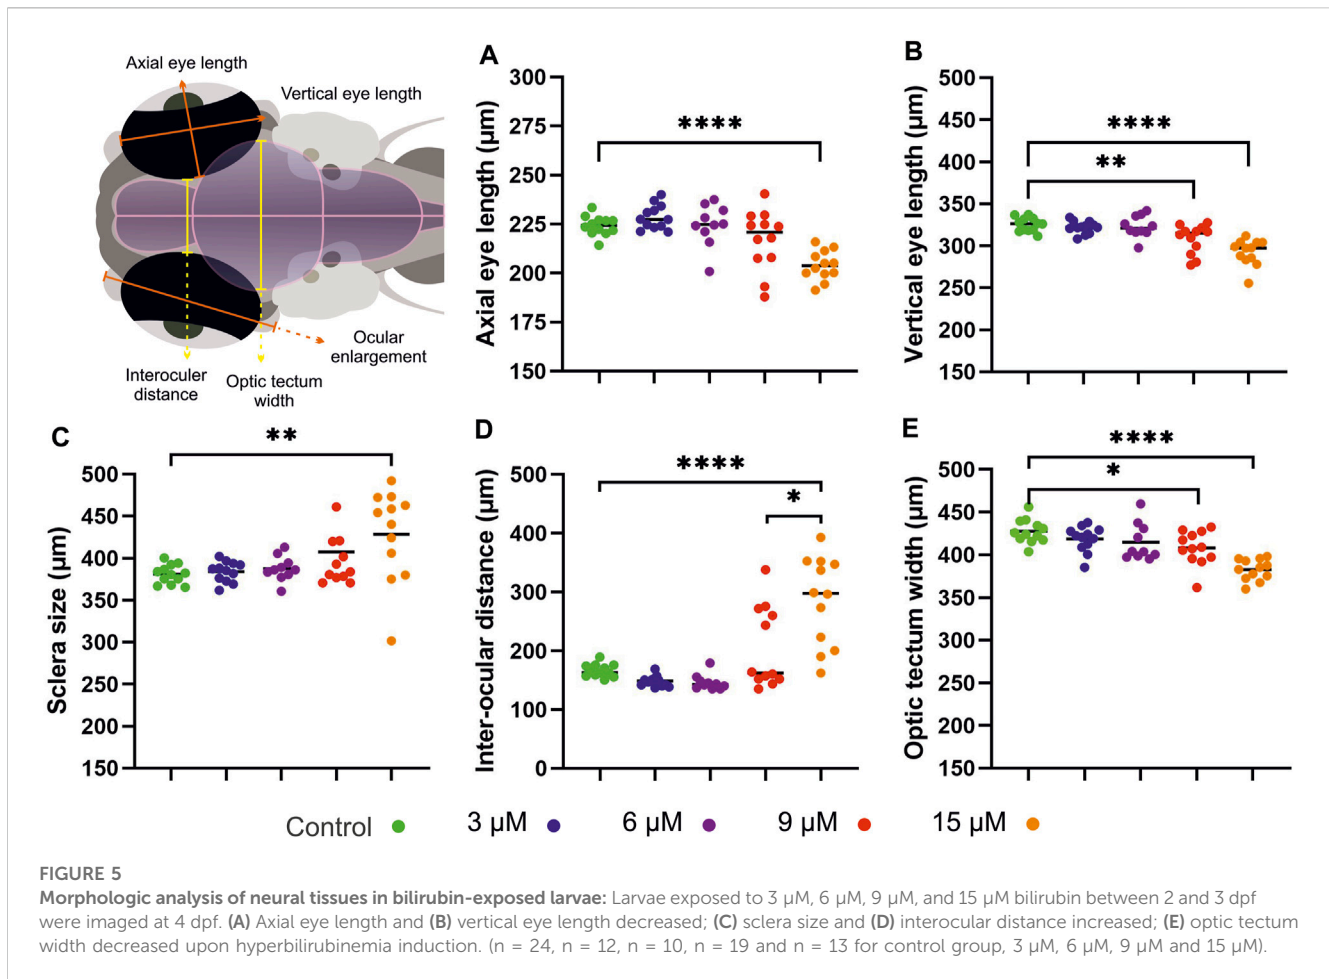 Axial eye length
Vertical eye length
Ocular
enlargement
Interoculer
distance
Optic tectum
width
A
Axial eye length (µm)
300
275
250
225
200
175
150
****
B
Vertical eye length (µm)
500
450
400
350
300
250
200
150
****
**
C
Sclera size (µm)
500
450
400
350
300
250
200
150
**
D
Inter-ocular distance (µm)
500
400
300
200
100
0
****
*
E
Optic tectum width (µm)
500
450
400
350
300
250
200
150
****
*
Control 3 µM 6 µM 9 µM 15 µM
FIGURE 5
Morphologic analysis of neural tissues in bilirubin-exposed larvae: Larvae exposed to 3 µM, 6 µM, 9 µM, and 15 µM bilirubin between 2 and 3 dpf
were imaged at 4 dpf. (A) Axial eye length and (B) vertical eye length decreased; (C) sclera size and (D) interocular distance increased; (E) optic tectum
width decreased upon hyperbilirubinemia induction. (n = 24, n = 12, n = 10, n = 19 and n = 13 for control group, 3 µM, 6 µM, 9 µM and 15 µM).